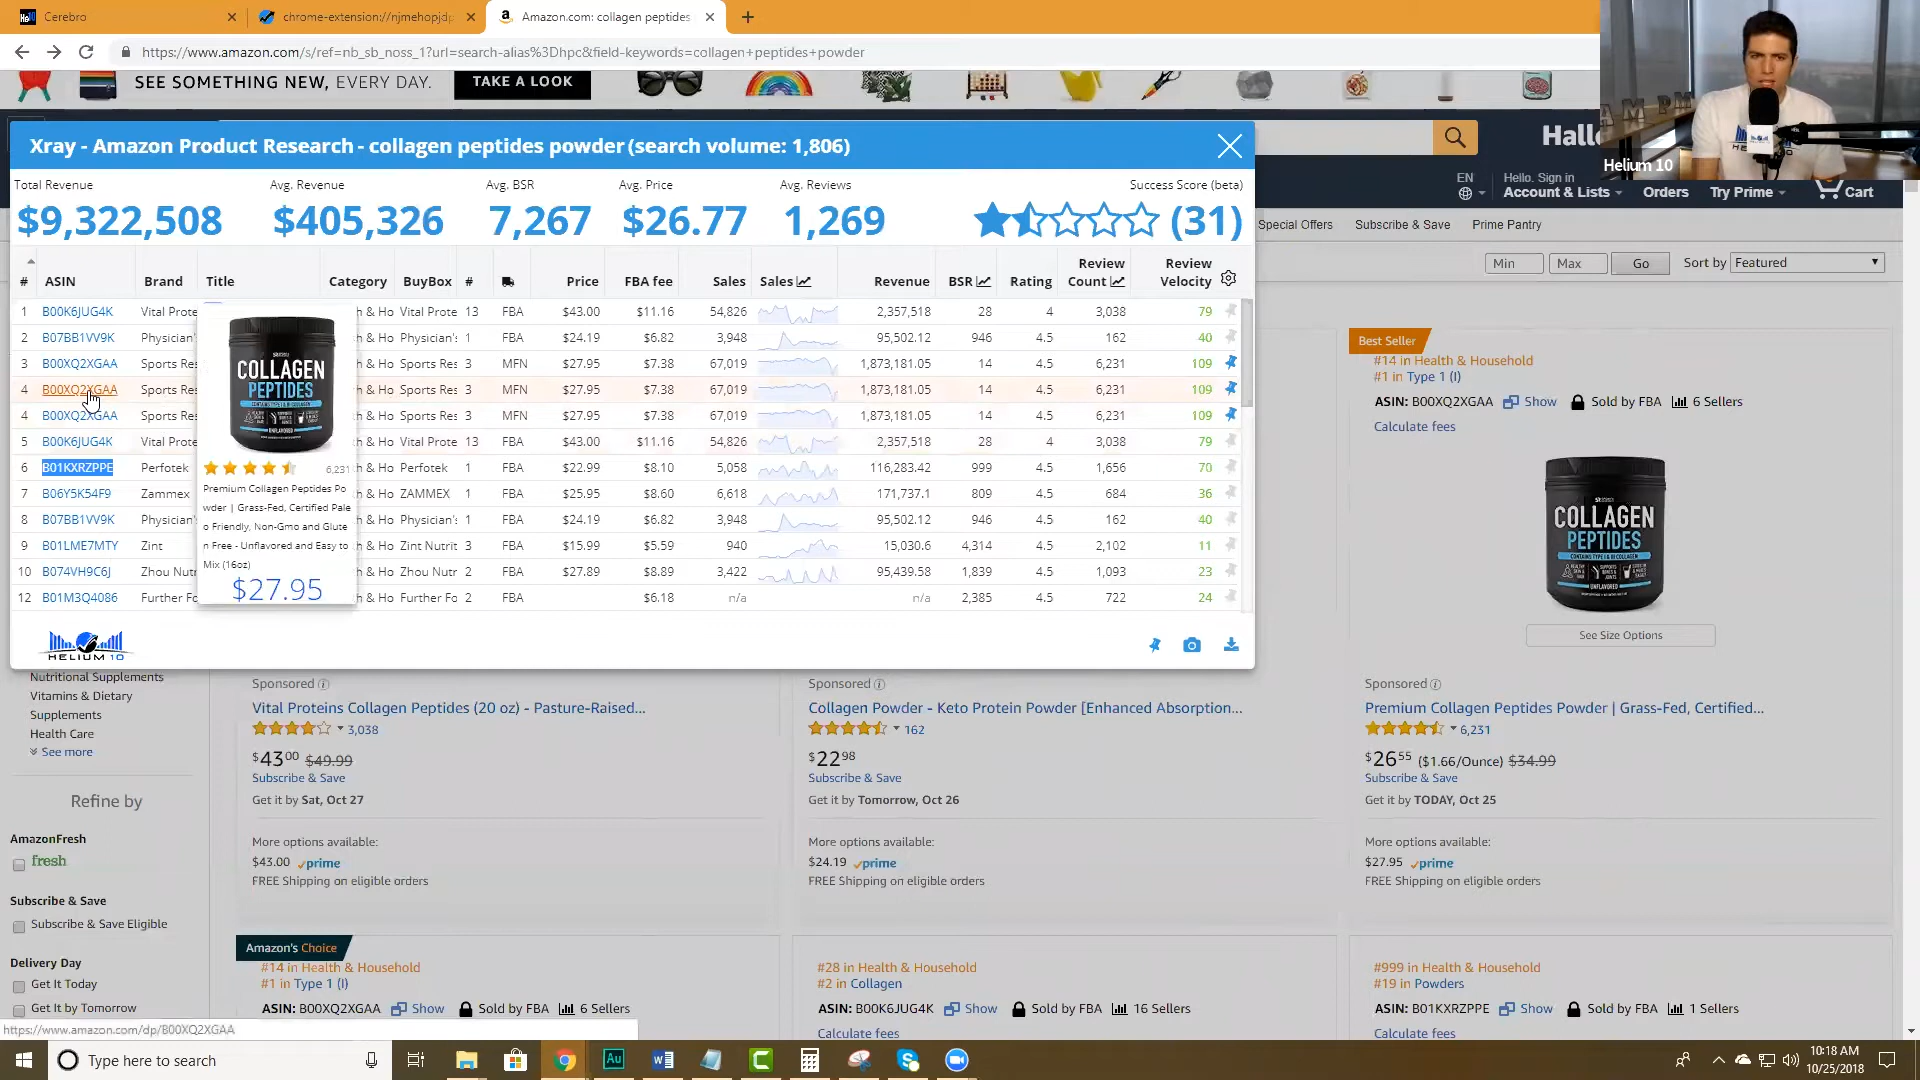 Cerebro
chrome-extension://njmehopjdp
Amazon.com: collagen peptides
https://www.amazon.com/s/ref=nb_sb_noss_1?url=search-alias%3Dhpc&field-keywords=collagen+peptides+powder
SEE SOMETHING NEW, EVERY DAY.
TAKE A LOOK
Helium 10
Xray - Amazon Product Research - collagen peptides powder (search volume: 1,806)
Total Revenue Avg. Revenue Avg. BSR Avg. Price Avg. Reviews Success Score (beta)
$9,322,508 $405,326 7,267 $26.77 1,269 (31)
# ASIN Brand Title Category BuyBox # Price FBA fee Sales Sales Revenue BSR Rating Review Count Review Velocity
1 B00K6JUG4K Vital Prote h & Ho Vital Prote 13 FBA $43.00 $11.16 54,826 2,357,518 28 4 3,038 79
2 B07BB1VV9K Physician' h & Ho Physician's 1 FBA $24.19 $6.82 3,948 95,502.12 946 4.5 162 40
3 B00XQ2XGAA Sports Res h & Ho Sports Res 3 MFN $27.95 $7.38 67,019 1,873,181.05 14 4.5 6,231 109
4 B00XQ2XGAA Sports Res h & Ho Sports Res 3 MFN $27.95 $7.38 67,019 1,873,181.05 14 4.5 6,231 109
4 B00XQ2XGAA Sports Res h & Ho Sports Res 3 MFN $27.95 $7.38 67,019 1,873,181.05 14 4.5 6,231 109
5 B00K6JUG4K Vital Prote h & Ho Vital Prote 13 FBA $43.00 $11.16 54,826 2,357,518 28 4 3,038 79
6 B01KXRZPPE Perfotek h & Ho Perfotek 1 FBA $22.99 $8.10 5,058 116,283.42 999 4.5 1,656 70
7 B06Y5K54F9 Zammex h & Ho ZAMMEX 1 FBA $25.95 $8.60 6,618 171,737.1 809 4.5 684 36
8 B07BB1VV9K Physician' h & Ho Physician's 1 FBA $24.19 $6.82 3,948 95,502.12 946 4.5 162 40
9 B01LME7MTY Zint h & Ho Zint Nutrit 3 FBA $15.99 $5.59 940 15,030.6 4,314 4.5 2,102 11
10 B074VH9C6J Zhou Nutr h & Ho Zhou Nutr 2 FBA $27.89 $8.89 3,422 95,439.58 1,839 4.5 1,093 23
12 B01M3Q4086 Further Fo h & Ho Further Fo 2 FBA $6.18 n/a n/a 2,385 4.5 722 24
COLLAGEN
PEPTIDES
UNFLAVORED
6,231
Premium Collagen Peptides Po
wder | Grass-Fed, Certified Pale
o Friendly, Non-Gmo and Glute
n Free - Unflavored and Easy to
Mix (16oz)
$27.95
HELIUM 10
Hallo
EN
Hello. Sign in
Account & Lists Orders Try Prime Cart
Special Offers Subscribe & Save Prime Pantry
Min Max Go Sort by Featured
Best Seller
#14 in Health & Household
#1 in Type 1 (I)
ASIN: B00XQ2XGAA Show Sold by FBA 6 Sellers
Calculate fees
COLLAGEN
PEPTIDES
CONTAINS TYPE I & III COLLAGEN
UNFLAVORED
See Size Options
Nutritional Supplements
Vitamins & Dietary
Supplements
Health Care
See more
Refine by
AmazonFresh
fresh
Subscribe & Save
Subscribe & Save Eligible
Delivery Day
Get It Today
Get It by Tomorrow
Sponsored
Vital Proteins Collagen Peptides (20 oz) - Pasture-Raised...
3,038
$43 00 $49.99
Subscribe & Save
Get it by Sat, Oct 27
More options available:
$43.00 prime
FREE Shipping on eligible orders
Sponsored
Collagen Powder - Keto Protein Powder [Enhanced Absorption...
162
$22 98
Subscribe & Save
Get it by Tomorrow, Oct 26
More options available:
$24.19 prime
FREE Shipping on eligible orders
Sponsored
Premium Collagen Peptides Powder | Grass-Fed, Certified...
6,231
$26 55 ($1.66/Ounce) $34.99
Subscribe & Save
Get it by TODAY, Oct 25
More options available:
$27.95 prime
FREE Shipping on eligible orders
Amazon's Choice
#14 in Health & Household
#1 in Type 1 (I)
ASIN: B00XQ2XGAA Show Sold by FBA 6 Sellers
#28 in Health & Household
#2 in Collagen
ASIN: B00K6JUG4K Show Sold by FBA 16 Sellers
Calculate fees
#999 in Health & Household
#19 in Powders
ASIN: B01KXRZPPE Show Sold by FBA 1 Sellers
Calculate fees
https://www.amazon.com/dp/B00XQ2XGAA
Type here to search
10:18 AM
10/25/2018